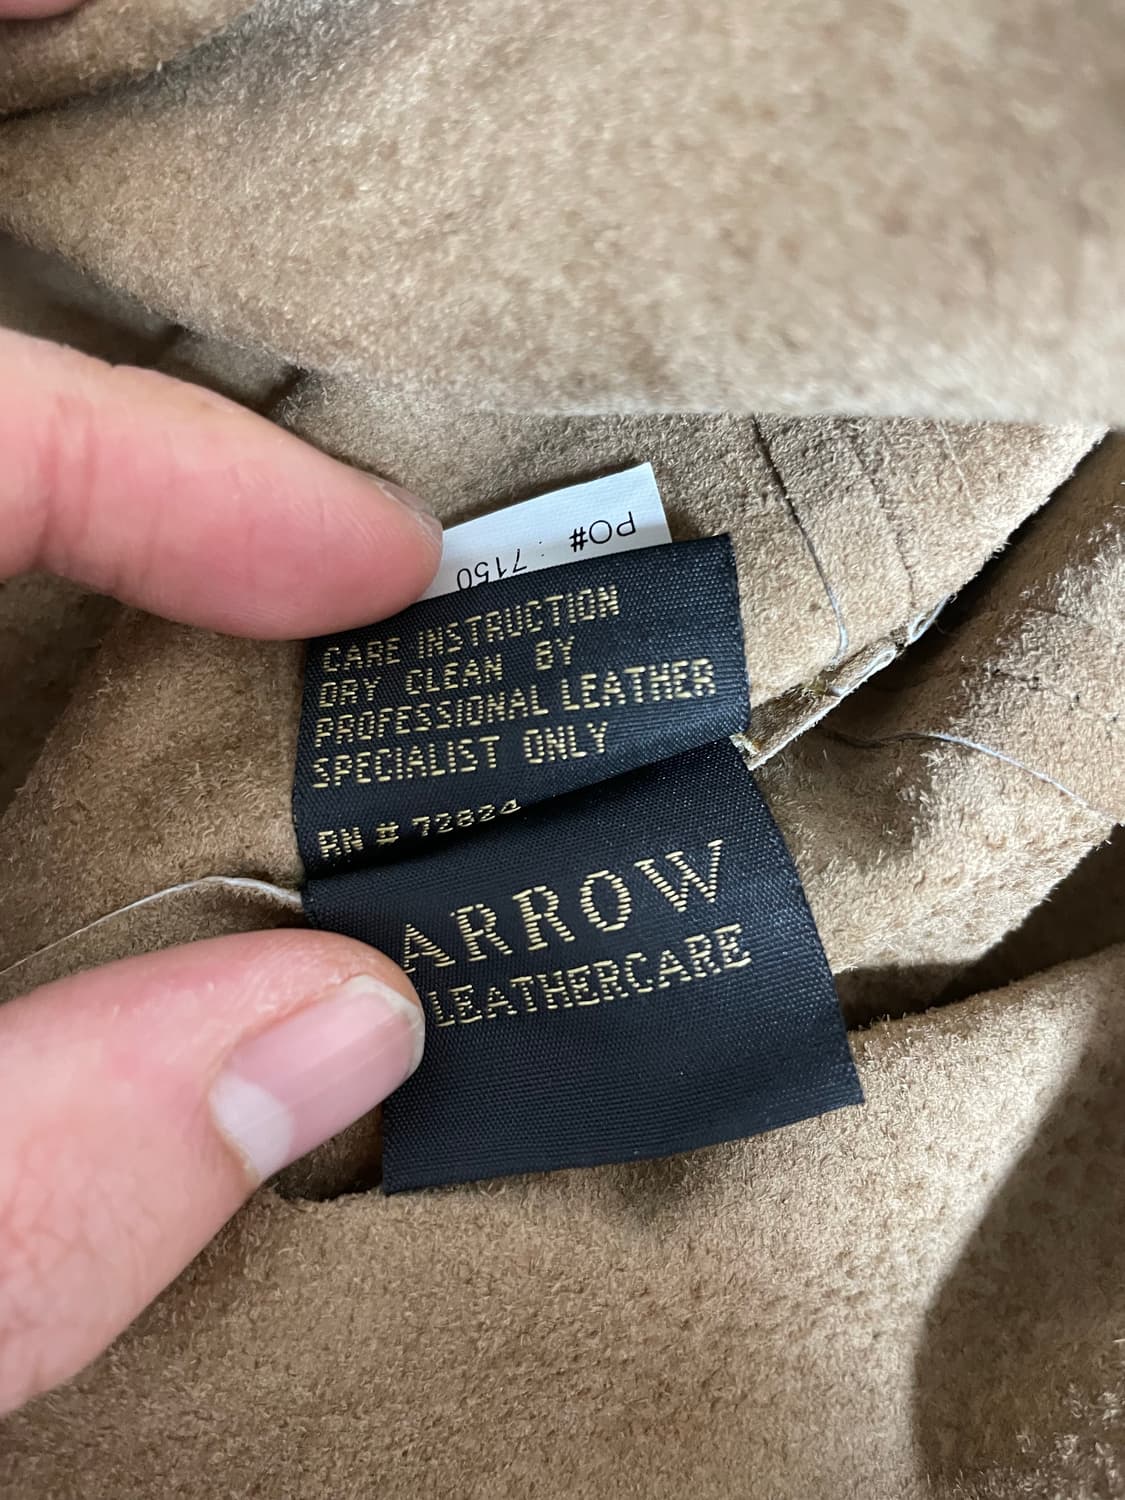 PO#
: 7150
CARE INSTRUCTION
DRY CLEAN BY
PROFESSIONAL LEATHER
SPECIALIST ONLY
RN # 72824
ARROW
LEATHERCARE